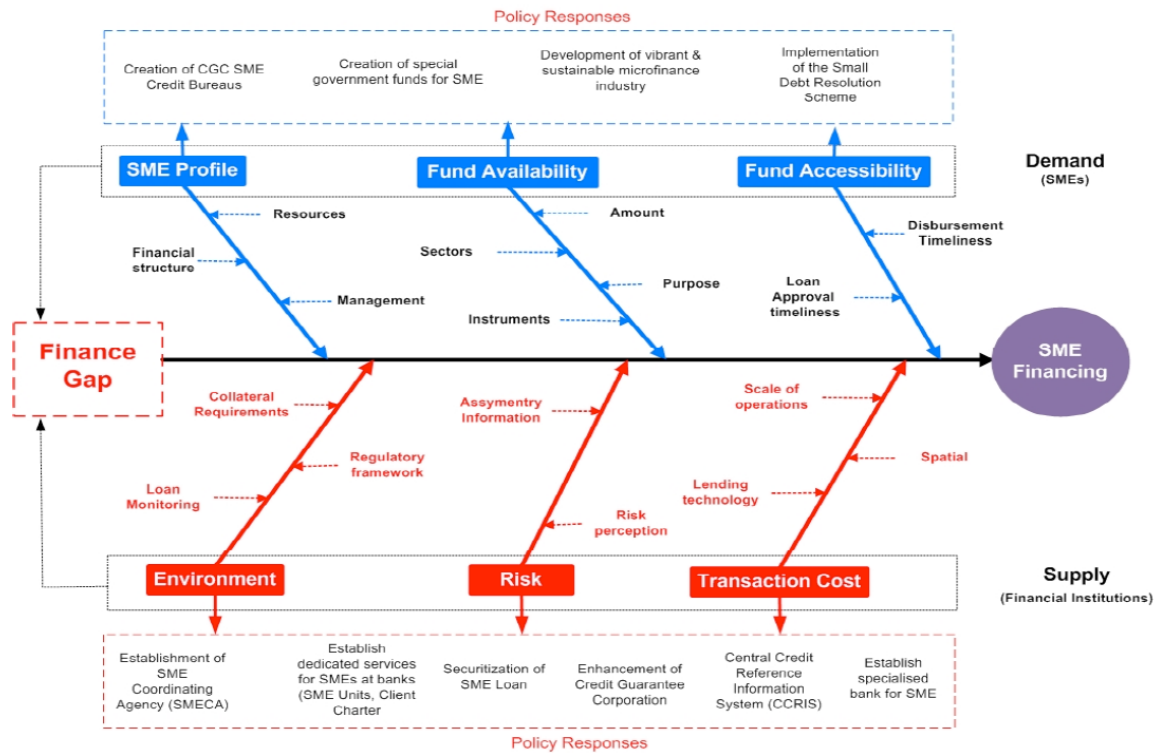 Policy Responses
Creation of CGC SME
Credit Bureaus
Creation of special
government funds for SME
Development of vibrant &
sustainable microfinance
industry
Implementation
of the Small
Debt Resolution
Scheme
SME Profile
Fund Availability
Fund Accessibility
Demand
(SMEs)
Resources
Financial
structure
Management
Amount
Sectors
Purpose
Instruments
Disbursement
Timeliness
Loan
Approval
timeliness
Finance
Gap
SME
Financing
Collateral
Requirements
Regulatory
framework
Loan
Monitoring
Assymentry
Information
Risk
perception
Scale of
operations
Spatial
Lending
technology
Environment
Risk
Transaction Cost
Supply
(Financial Institutions)
Establishment of
SME
Coordinating
Agency (SMECA)
Establish
dedicated services
for SMEs at banks
(SME Units, Client
Charter
Securitization of
SME Loan
Enhancement of
Credit Guarantee
Corporation
Central Credit
Reference
Information
System (CCRIS)
Establish
specialised
bank for SME
Policy Responses